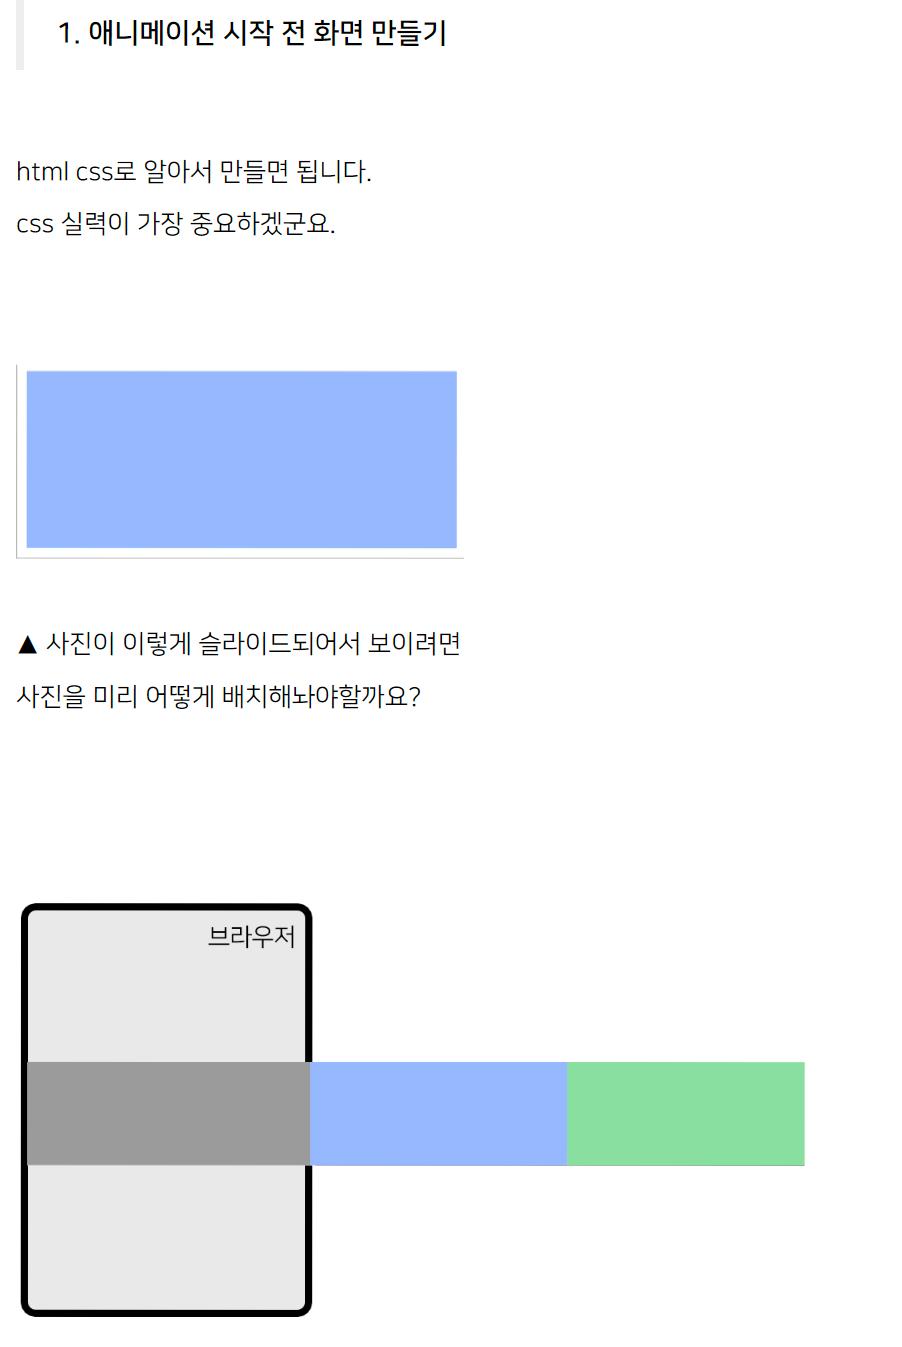 1. 애니메이션 시작 전 화면 만들기
html css로 알아서 만들면 됩니다.
css 실력이 가장 중요하겠군요.
▲ 사진이 이렇게 슬라이드되어서 보이려면
사진을 미리 어떻게 배치해놔야할까요?
브라우저